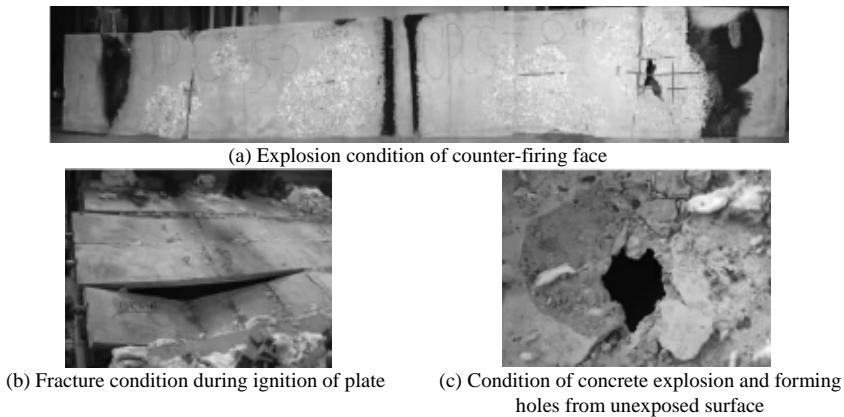 (a) Explosion condition of counter-firing face
(b) Fracture condition during ignition of plate
(c) Condition of concrete explosion and forming
holes from unexposed surface